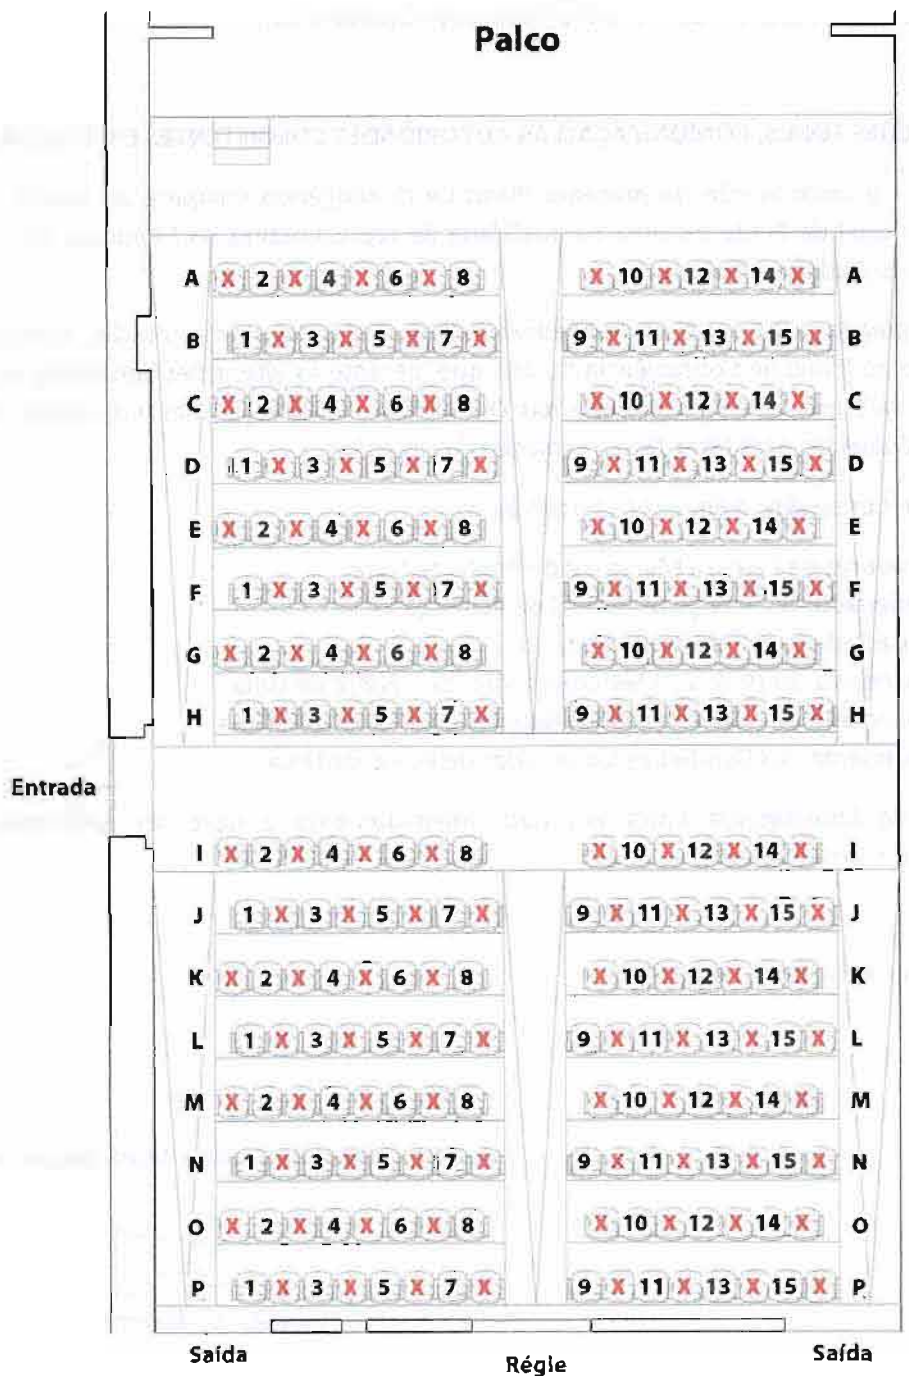 Palco
A X 2 X 4 X 6 X 8 X 10 X 12 X 14 X A
B 1 X 3 X 5 X 7 X 9 X 11 X 13 X 15 X B
C X 2 X 4 X 6 X 8 X 10 X 12 X 14 X C
D 1 X 3 X 5 X 7 X 9 X 11 X 13 X 15 X D
E X 2 X 4 X 6 X 8 X 10 X 12 X 14 X E
F 1 X 3 X 5 X 7 X 9 X 11 X 13 X 15 X F
G X 2 X 4 X 6 X 8 X 10 X 12 X 14 X G
H 1 X 3 X 5 X 7 X 9 X 11 X 13 X 15 X H
Entrada
I X 2 X 4 X 6 X 8 X 10 X 12 X 14 X I
J 1 X 3 X 5 X 7 X 9 X 11 X 13 X 15 X J
K X 2 X 4 X 6 X 8 X 10 X 12 X 14 X K
L 1 X 3 X 5 X 7 X 9 X 11 X 13 X 15 X L
M X 2 X 4 X 6 X 8 X 10 X 12 X 14 X M
N 1 X 3 X 5 X 7 X 9 X 11 X 13 X 15 X N
O X 2 X 4 X 6 X 8 X 10 X 12 X 14 X O
P 1 X 3 X 5 X 7 X 9 X 11 X 13 X 15 X P
Saída Régie Saída